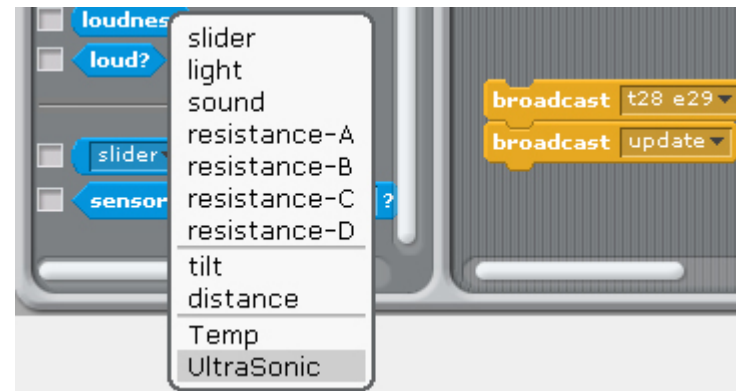 loudnes
loud?
slider
sensor
?
slider
light
sound
resistance-A
resistance-B
resistance-C
resistance-D
tilt
distance
Temp
UltraSonic
broadcast t28 e29
broadcast update